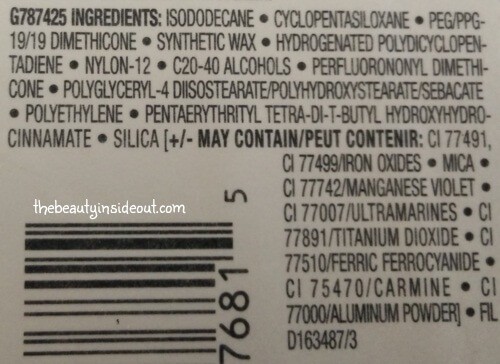 G787425 INGREDIENTS: ISODODECANE • CYCLOPENTASILOXANE • PEG/PPG-
19/19 DIMETHICONE • SYNTHETIC WAX • HYDROGENATED POLYDICYCLOPEN-
TADIENE • NYLON-12 • C20-40 ALCOHOLS • PERFLUORONONYL DIMETHI-
CONE • POLYGLYCERYL-4 DIISOSTEARATE/POLYHYDROXYSTEARATE/SEBACATE
• POLYETHYLENE • PENTAERYTHRITYL TETRA-DI-T-BUTYL HYDROXYHYDRO-
CINNAMATE • SILICA [+/- MAY CONTAIN/PEUT CONTENIR: CI 77491,
CI 77499/IRON OXIDES • MICA •
CI 77742/MANGANESE VIOLET •
CI 77007/ULTRAMARINES • CI
77891/TITANIUM DIOXIDE • CI
77510/FERRIC FERROCYANIDE •
CI 75470/CARMINE • CI
77000/ALUMINUM POWDER] • FIL
D163487/3
thebeautyinsideout.com
7681 5